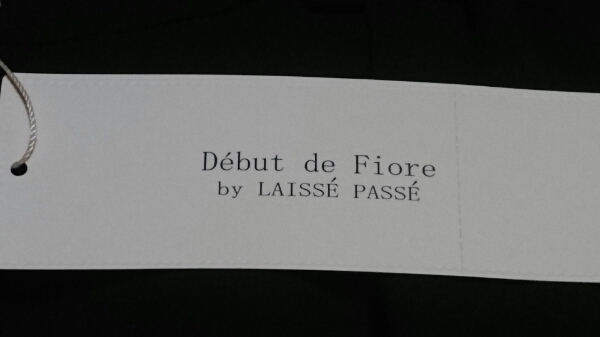 Début de Fiore
by LAISSÉ PASSÉ